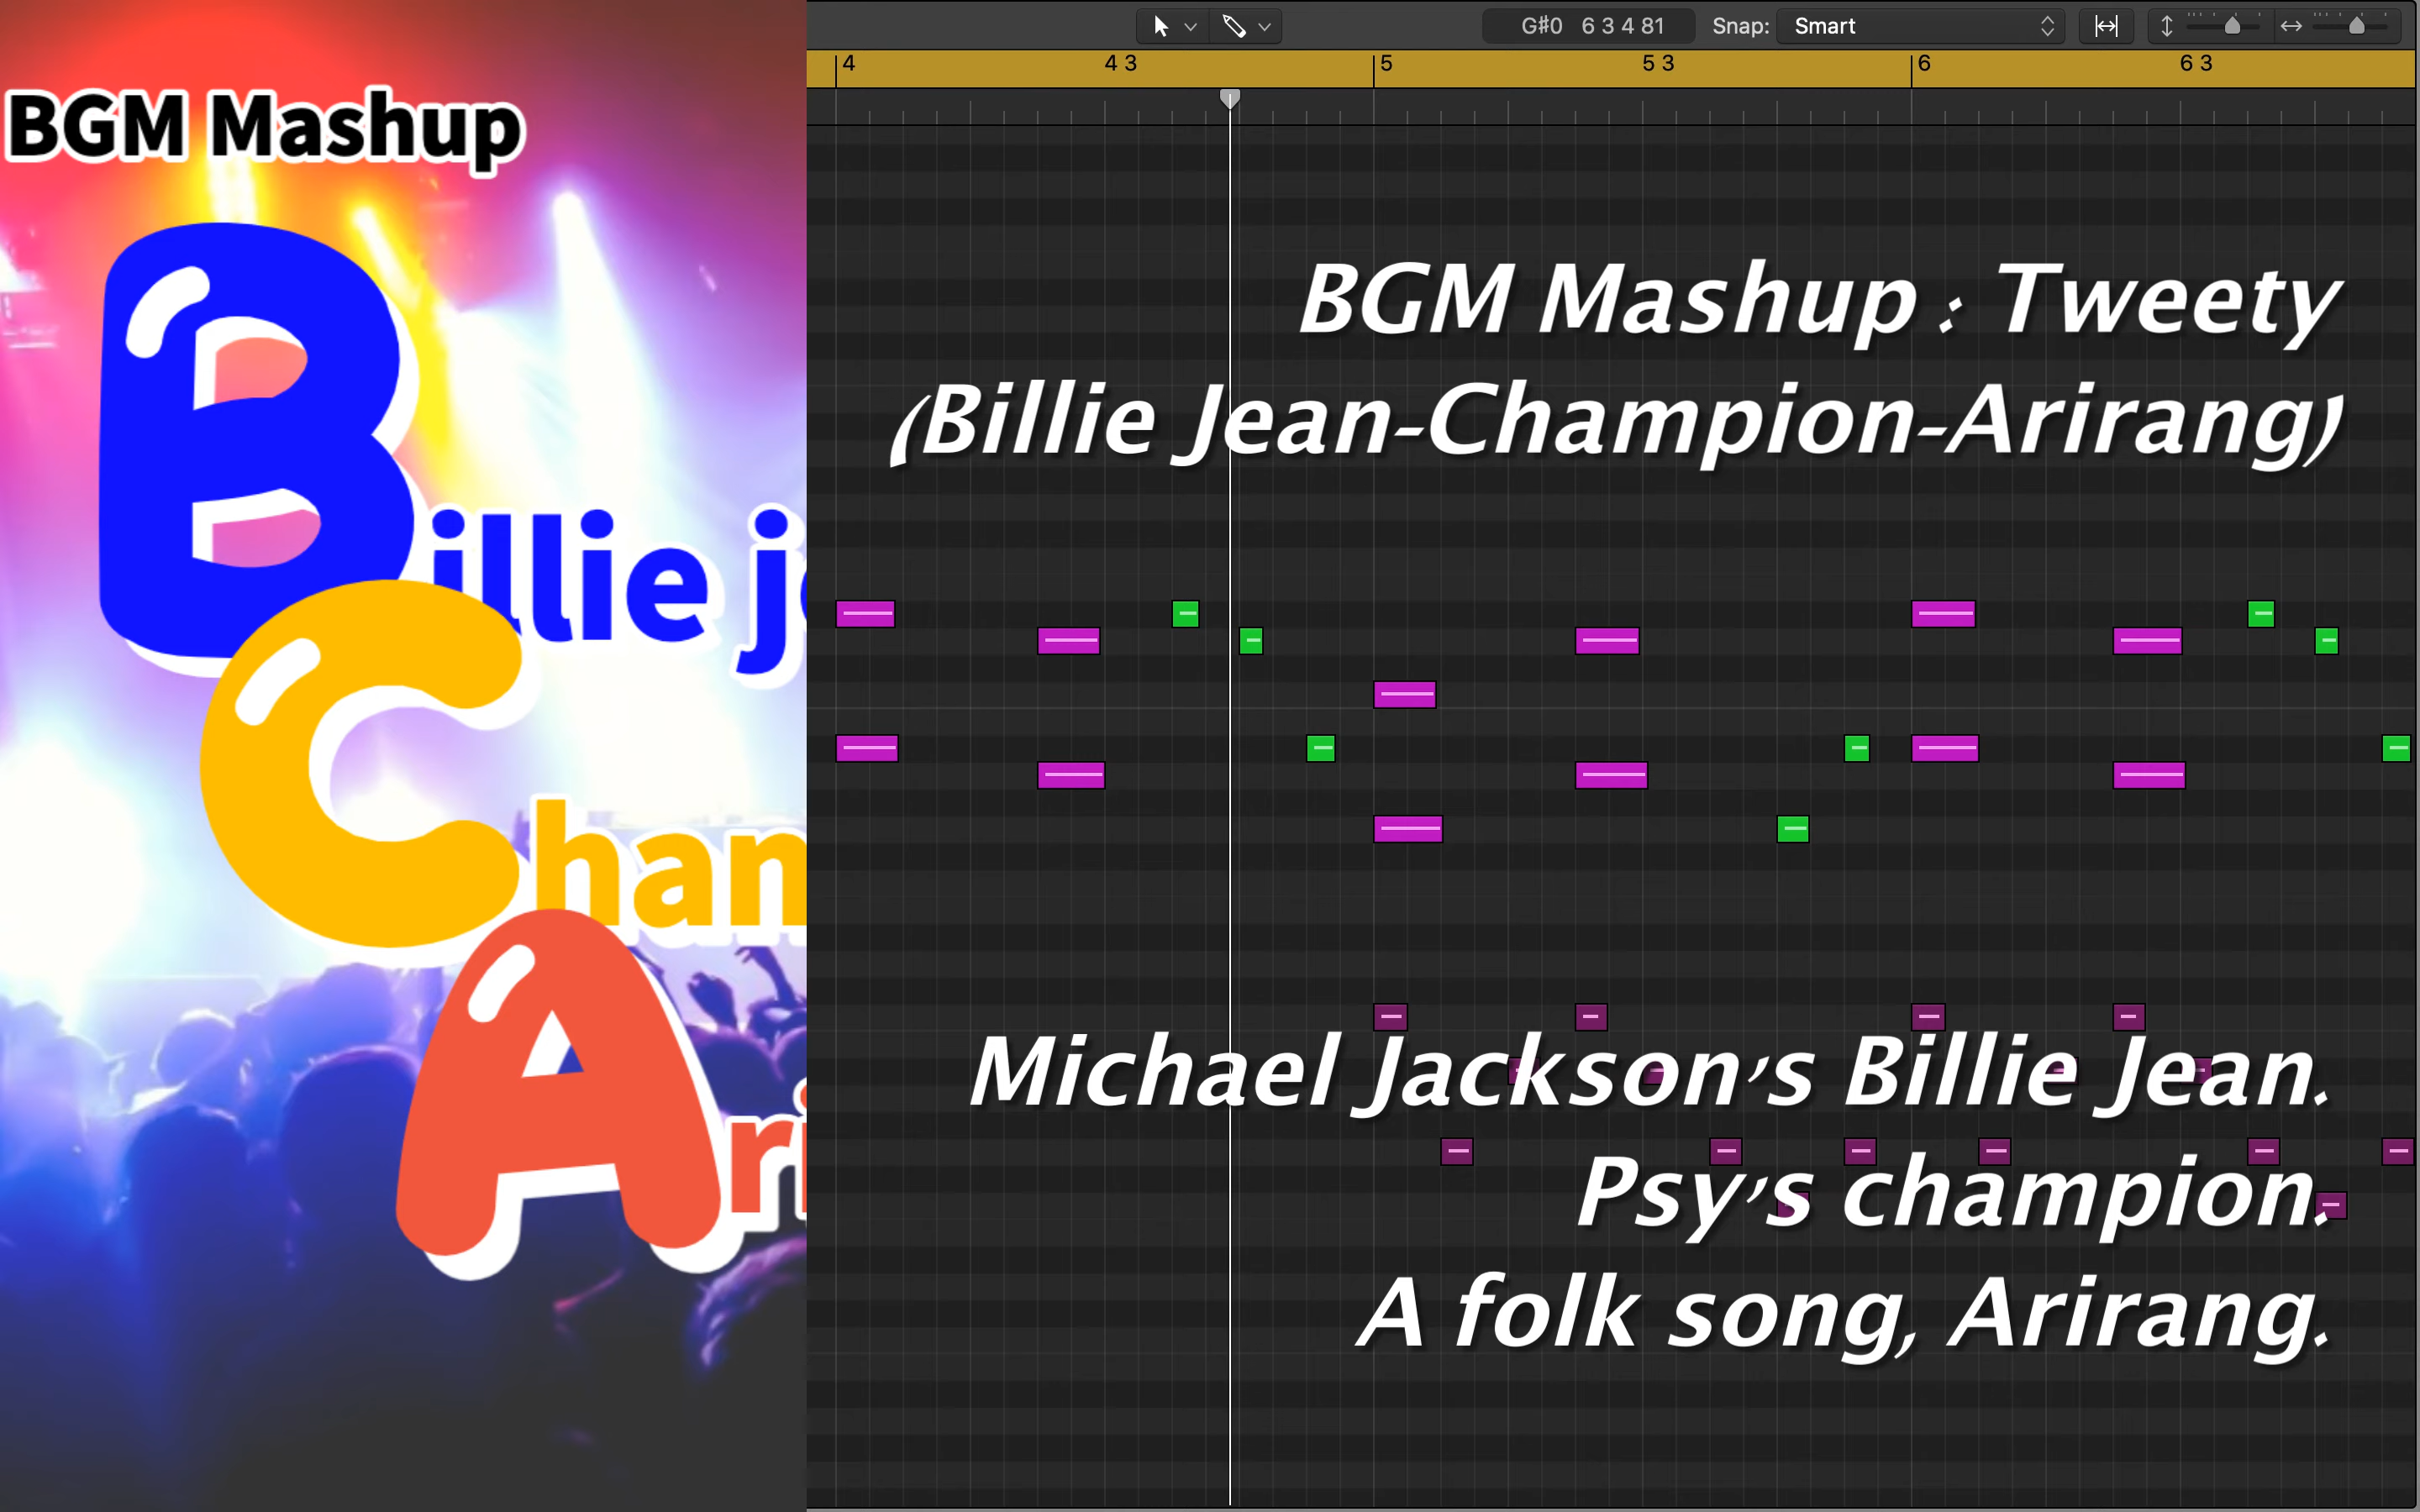 BGM Mashup
Billie j
Cham
Ari
G#0 6 3 4 81 Snap: Smart
4 4 3 5 5 3 6 6 3
BGM Mashup : Tweety
(Billie Jean-Champion-Arirang)
Michael Jackson's Billie Jean.
Psy's champion.
A folk song, Arirang.